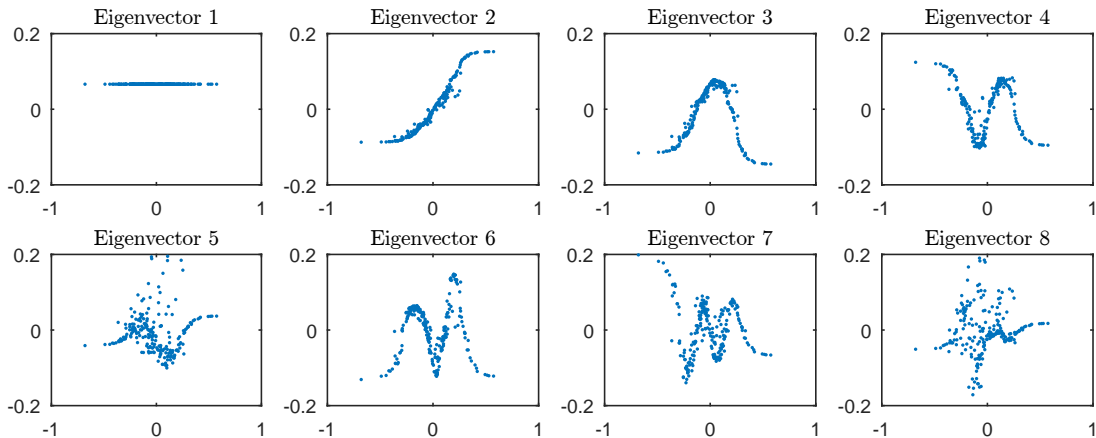 Eigenvector 1
0.2
0
-0.2
-1 0 1
Eigenvector 2
0.2
0
-0.2
-1 0 1
Eigenvector 3
0.2
0
-0.2
-1 0 1
Eigenvector 4
0.2
0
-0.2
-1 0 1
Eigenvector 5
0.2
0
-0.2
-1 0 1
Eigenvector 6
0.2
0
-0.2
-1 0 1
Eigenvector 7
0.2
0
-0.2
-1 0 1
Eigenvector 8
0.2
0
-0.2
-1 0 1